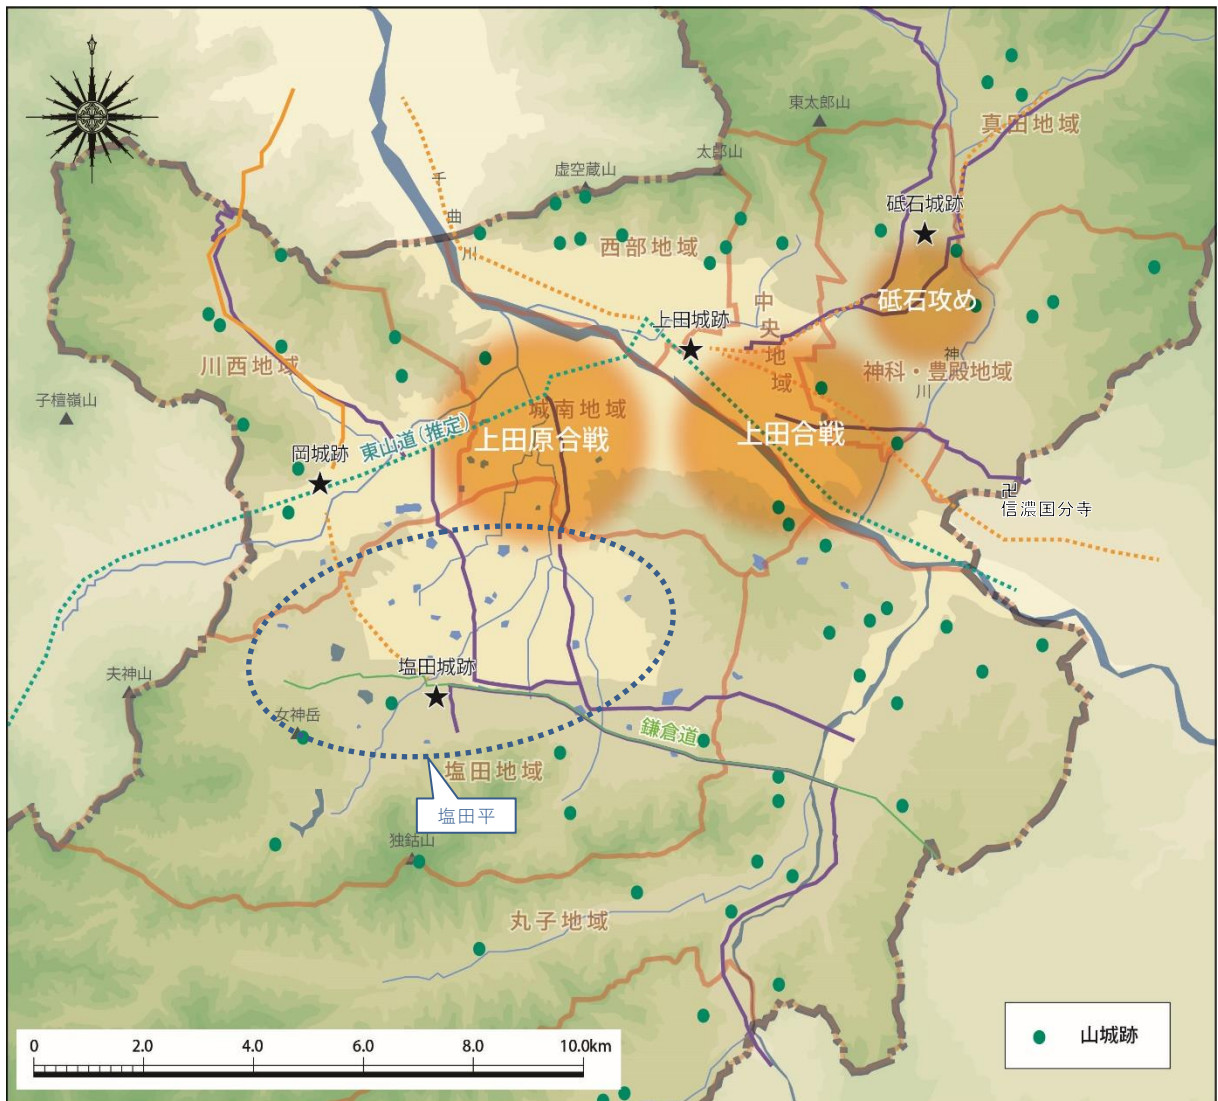 東太郎山
真田地域
太郎山
虚空蔵山
千曲川
砥石城跡
西部地域
砥石攻め
中央地域
上田城跡
神川
川西地域
神科・豊殿地域
子檀嶺山
城南地域
東山道(推定)
上田原合戦
上田合戦
岡城跡
卍
信濃国分寺
塩田城跡
夫神山
女神岳
鎌倉道
塩田地域
塩田平
独鈷山
丸子地域
山城跡
0 2.0 4.0 6.0 8.0 10.0km